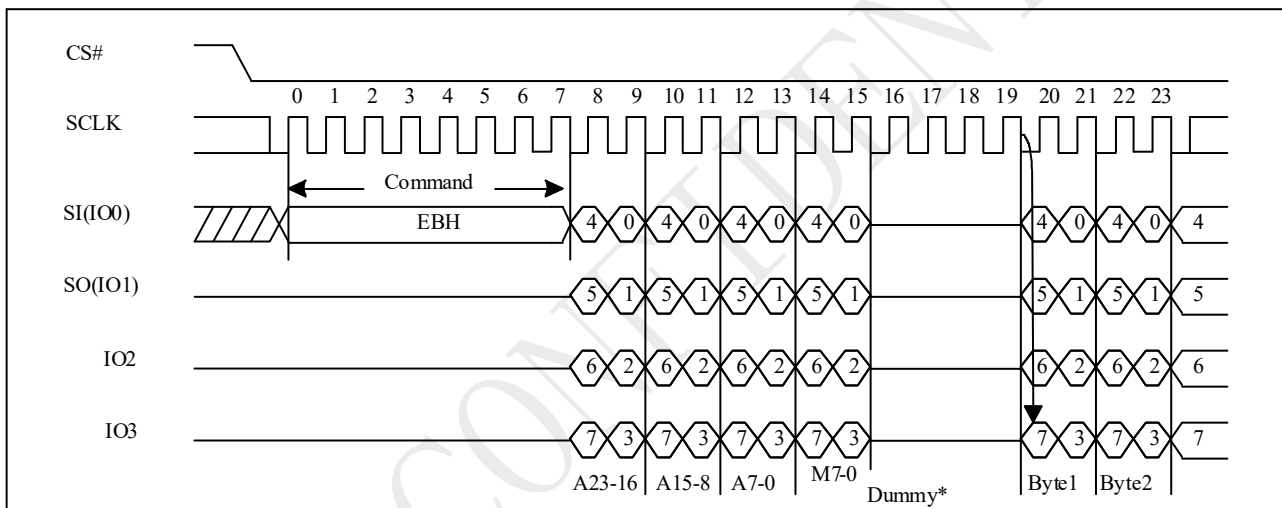 CS#
0 1 2 3 4 5 6 7 8 9 10 11 12 13 14 15 16 17 18 19 20 21 22 23
SCLK
Command
SI(IO0) EBH 4 0 4 0 4 0 4 0 4 0 4 0 4
SO(IO1) 5 1 5 1 5 1 5 1 5 1 5 1 5
IO2 6 2 6 2 6 2 6 2 6 2 6 2 6
IO3 7 3 7 3 7 3 7 3 7 3 7 3 7
A23-16 A15-8 A7-0 M7-0 Dummy* Byte1 Byte2